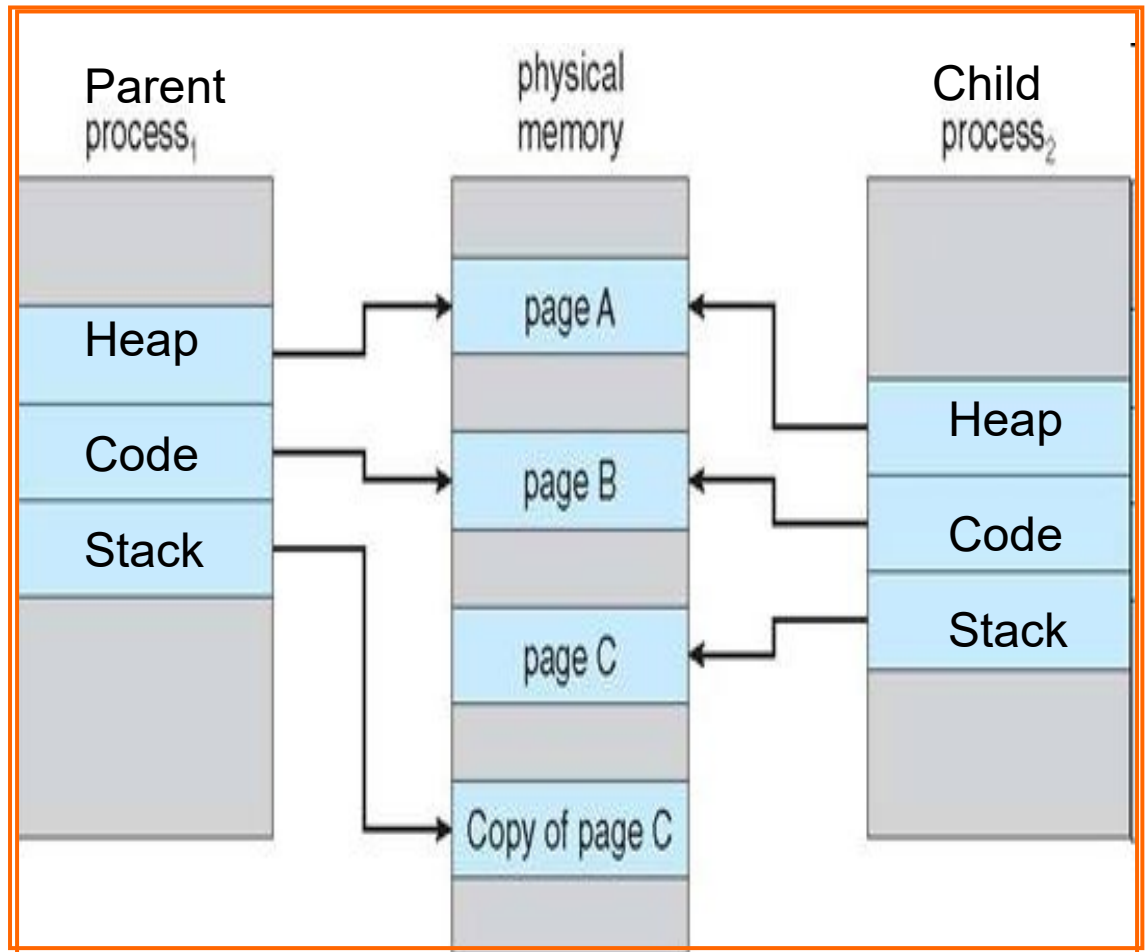 Parent
process₁
Heap
Code
Stack
physical
memory
page A
page B
page C
Copy of page C
Child
process₂
Heap
Code
Stack